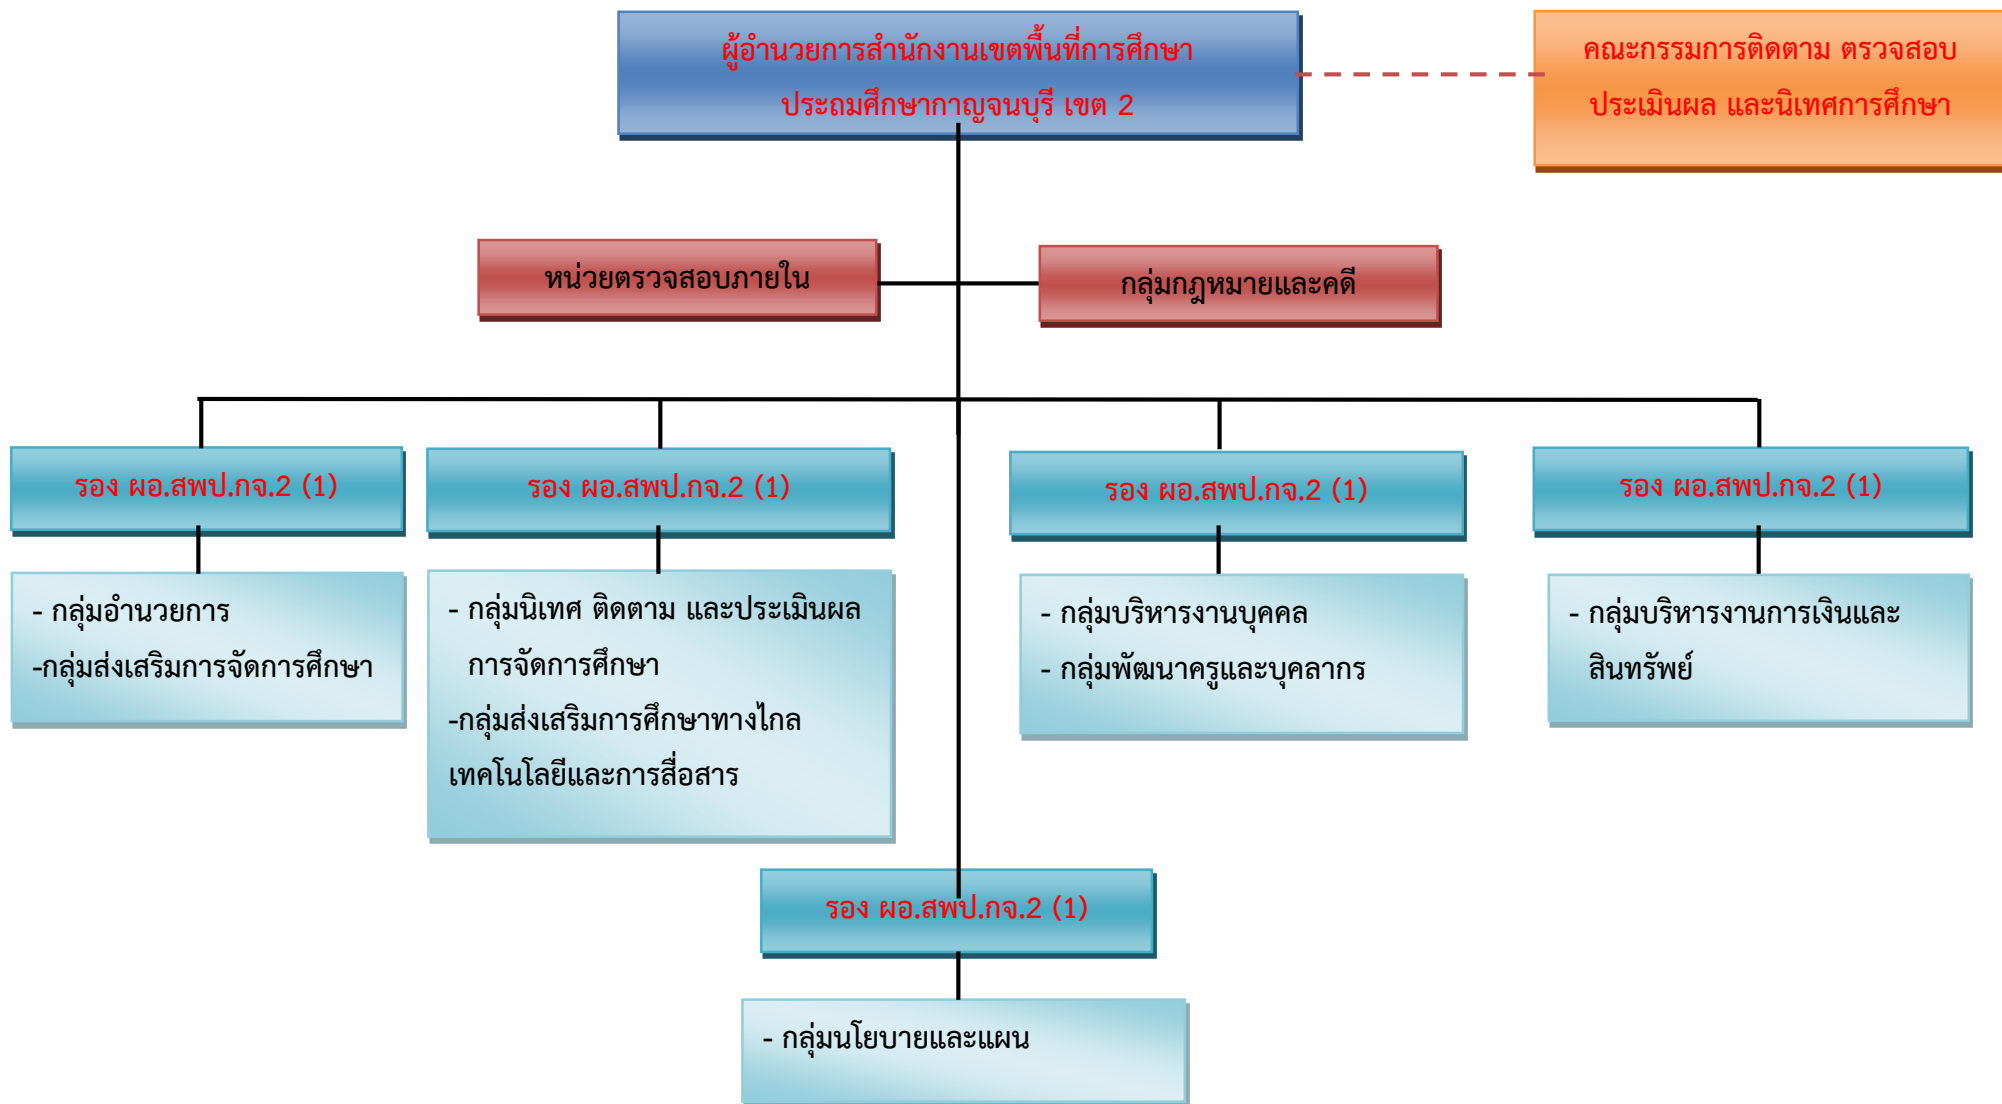 ผู้อำนวยการสำนักงานเขตพื้นที่การศึกษา
ประถมศึกษากาญจนบุรี เขต 2
คณะกรรมการติดตาม ตรวจสอบ
ประเมินผล และนิเทศการศึกษา
หน่วยตรวจสอบภายใน
กลุ่มกฎหมายและคดี
รอง ผอ.สพป.กจ.2 (1)
รอง ผอ.สพป.กจ.2 (1)
รอง ผอ.สพป.กจ.2 (1)
รอง ผอ.สพป.กจ.2 (1)
- กลุ่มอำนวยการ
-กลุ่มส่งเสริมการจัดการศึกษา
- กลุ่มนิเทศ ติดตาม และประเมินผล
การจัดการศึกษา
-กลุ่มส่งเสริมการศึกษาทางไกล
เทคโนโลยีและการสื่อสาร
- กลุ่มบริหารงานบุคคล
- กลุ่มพัฒนาครูและบุคลากร
- กลุ่มบริหารงานการเงินและ
สินทรัพย์
รอง ผอ.สพป.กจ.2 (1)
- กลุ่มนโยบายและแผน